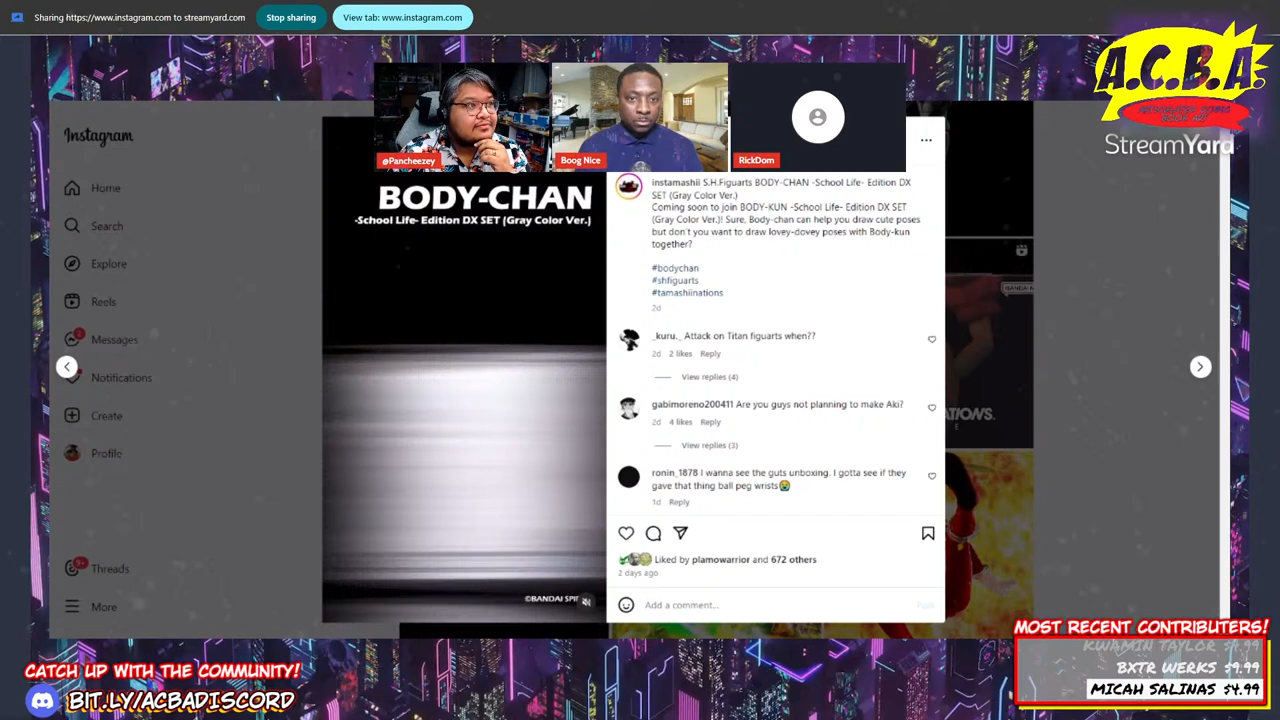 Sharing https://www.instagram.com to streamyard.com
Stop sharing
View tab: www.instagram.com
A.C.B.A.
StreamYard
Instagram
Home
Search
Explore
Reels
Messages
Notifications
Create
Profile
Threads
More
@Pancheezey
Boog Nice
RickDom
BODY-CHAN
-School Life- Edition DX SET (Gray Color Ver.)
©BANDAI SPI
instamashii S.H.Figuarts BODY-CHAN -School Life- Edition DX
SET (Gray Color Ver.)
Coming soon to join BODY-KUN -School Life- Edition DX SET
(Gray Color Ver.)! Sure, Body-chan can help you draw cute poses
but don't you want to draw lovey-dovey poses with Body-kun
together?
#bodychan
#shfiguarts
#tamashiinations
2d
_kuru._ Attack on Titan figuarts when??
2d 2 likes Reply
View replies (4)
gabimoreno200411 Are you guys not planning to make Aki?
2d 4 likes Reply
View replies (3)
ronin_1878 I wanna see the guts unboxing. I gotta see if they
gave that thing ball peg wrists😭
1d Reply
Liked by plamowarrior and 672 others
2 days ago
Add a comment...
Post
CATCH UP WITH THE COMMUNITY!
BIT.LY/ACBADISCORD
MOST RECENT CONTRIBUTERS!
KWAMIN TAYLOR $4.99
BXTR WERKS $9.99
MICAH SALINAS $4.99